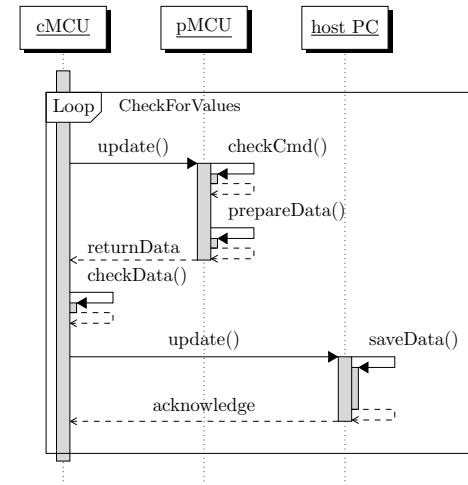 cMCU
pMCU
host PC
Loop
CheckForValues
update()
checkCmd()
prepareData()
returnData
checkData()
update()
saveData()
acknowledge